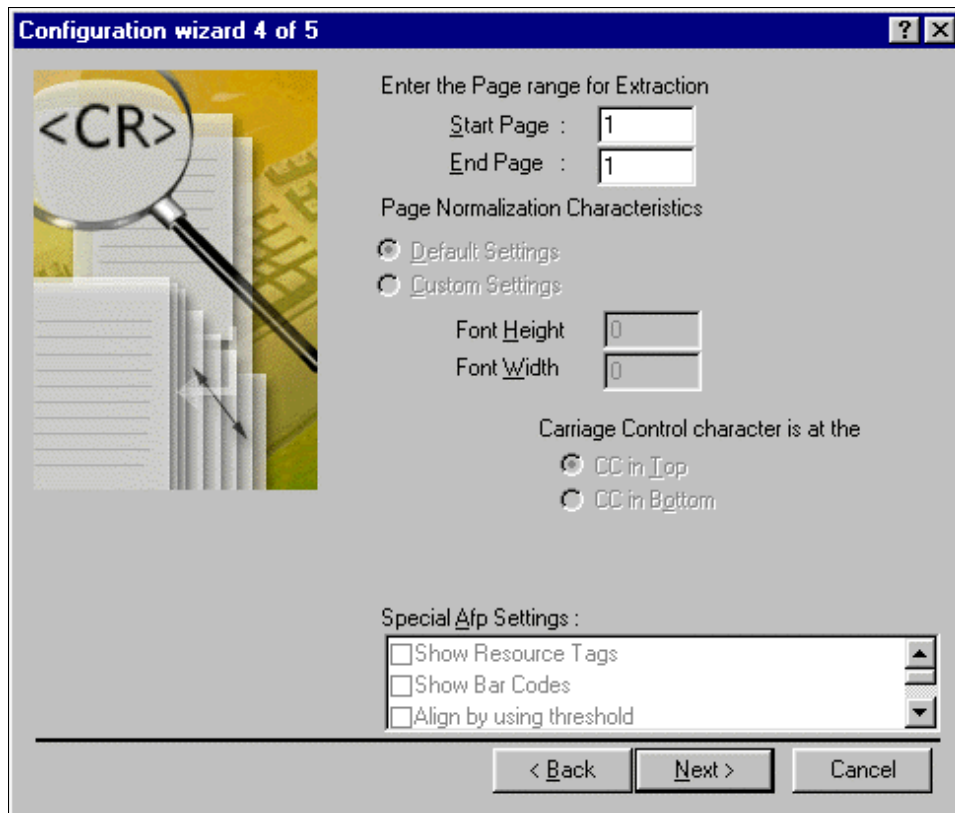 Configuration wizard 4 of 5
<CR>
Enter the Page range for Extraction
Start Page : 1
End Page : 1
Page Normalization Characteristics
Default Settings
Custom Settings
Font Height 0
Font Width 0
Carriage Control character is at the
CC in Top
CC in Bottom
Special Afp Settings :
Show Resource Tags
Show Bar Codes
Align by using threshold
< Back Next > Cancel